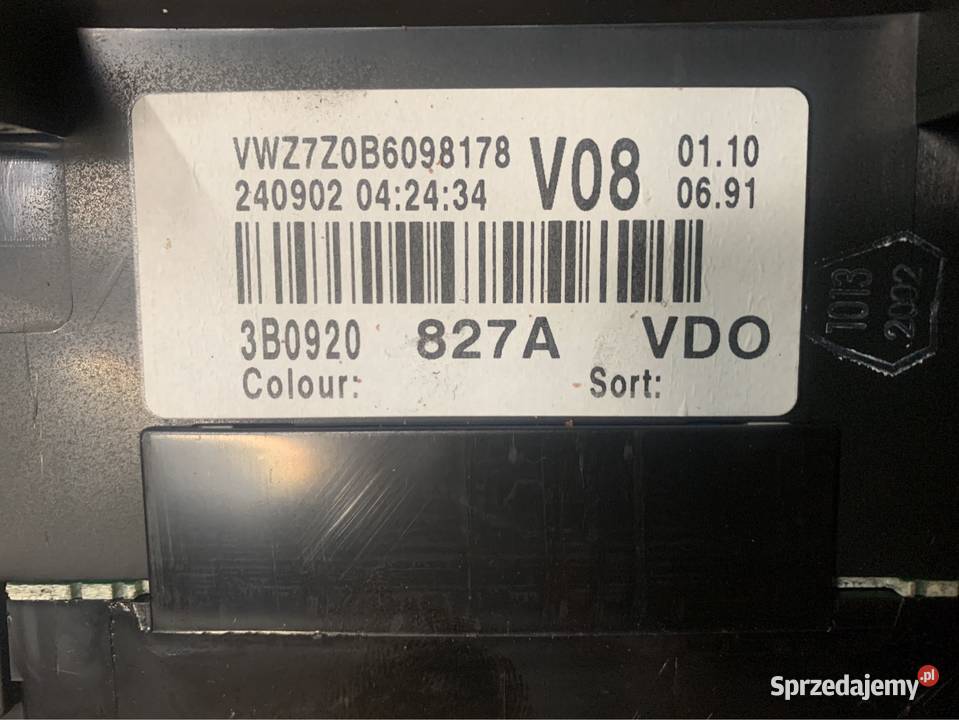 VWZ7Z0B6098178 V08 01.10
240902 04:24:34 06.91
3B0920 827A VDO
Colour: Sort:
1013
2002
Sprzedajemy.pl